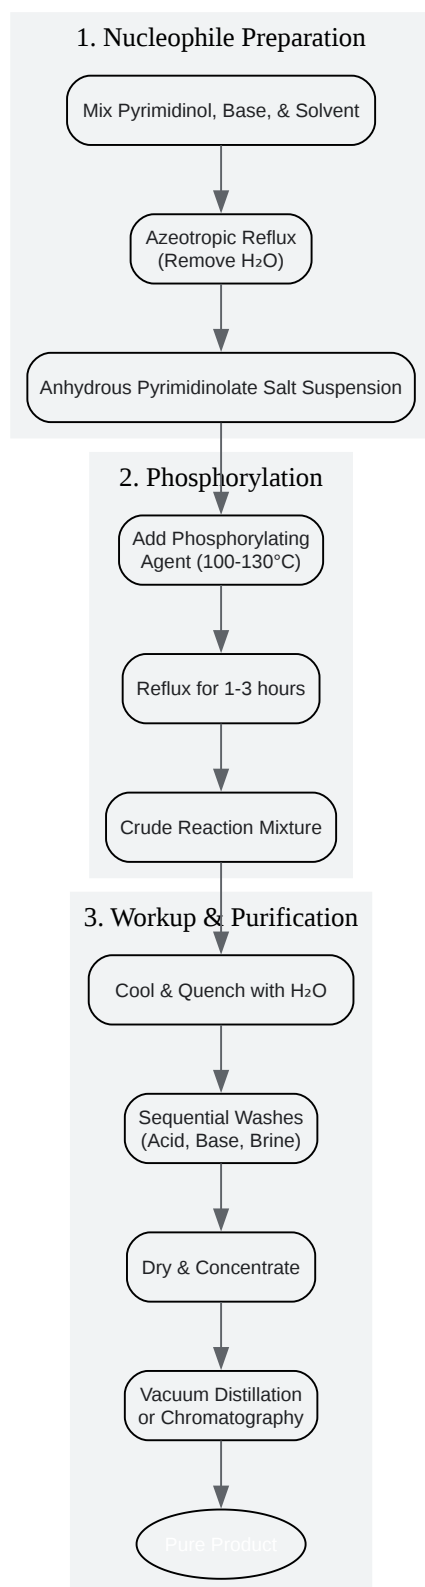 1. Nucleophile Preparation
Mix Pyrimidinol, Base, & Solvent
Azeotropic Reflux
(Remove H₂O)
Anhydrous Pyrimidinolate Salt Suspension
2. Phosphorylation
Add Phosphorylating
Agent (100-130°C)
Reflux for 1-3 hours
Crude Reaction Mixture
3. Workup & Purification
Cool & Quench with H₂O
Sequential Washes
(Acid, Base, Brine)
Dry & Concentrate
Vacuum Distillation
or Chromatography
Pure Product